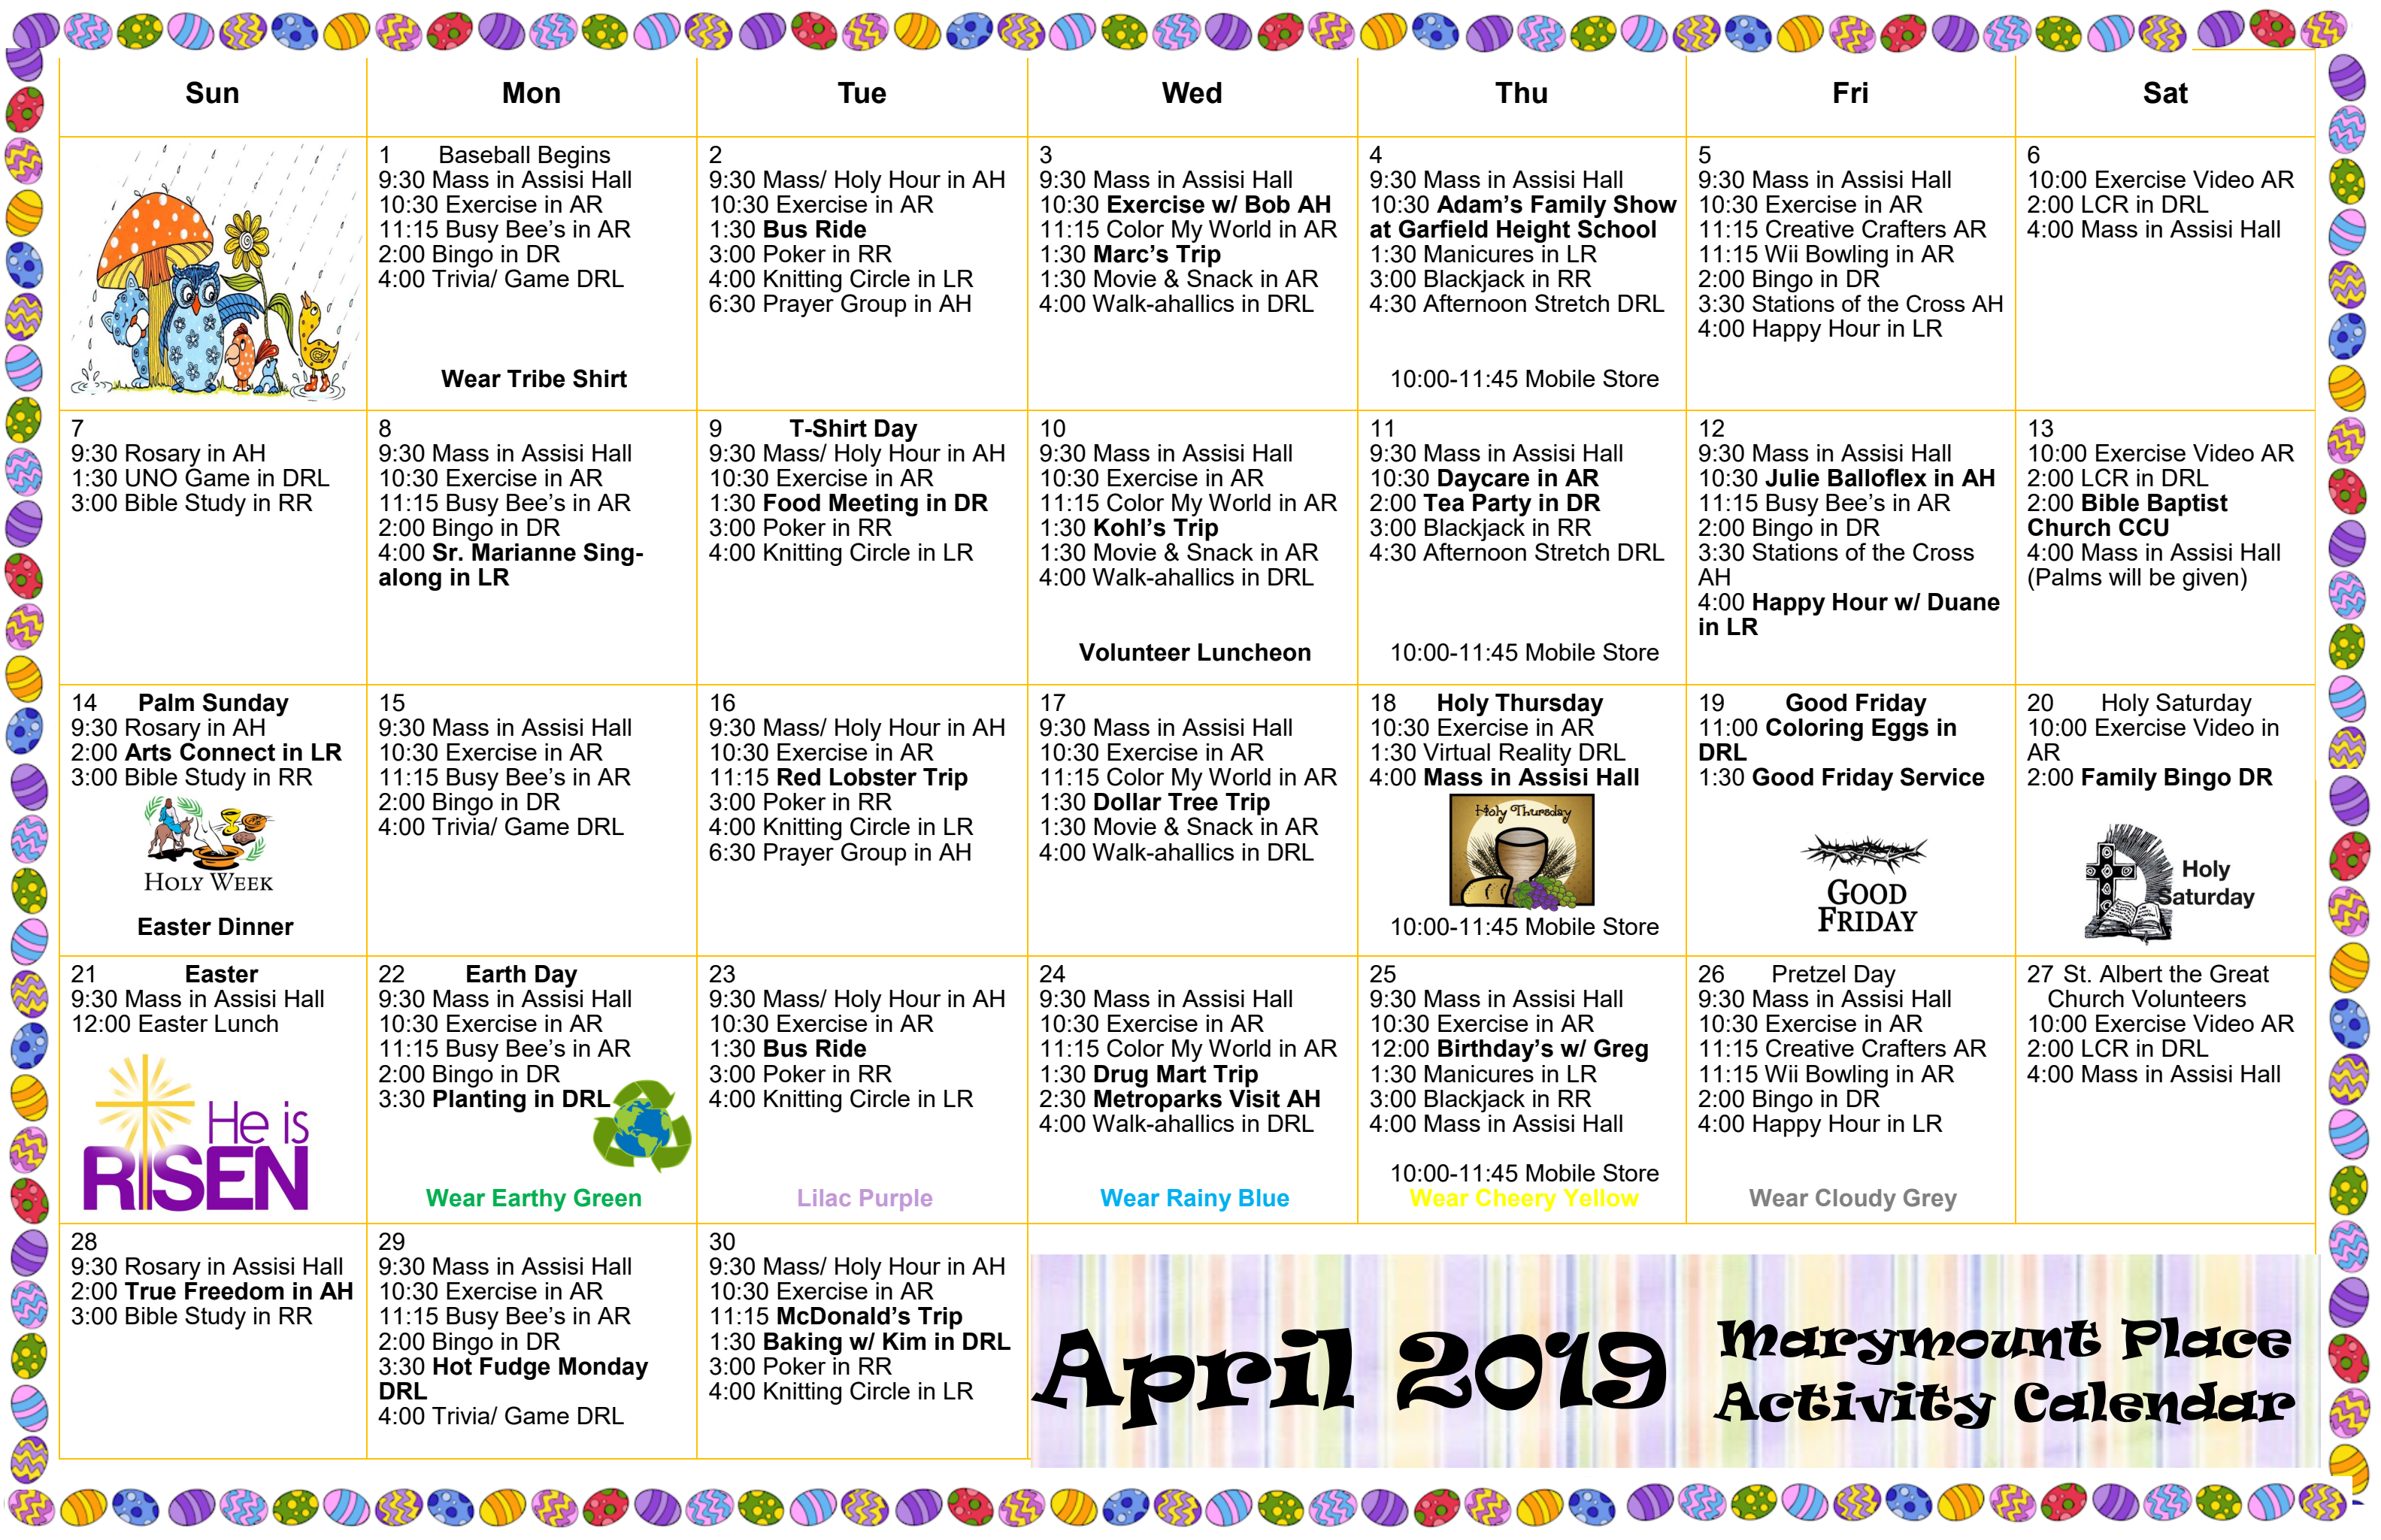 Sun
Mon
Tue
Wed
Thu
Fri
Sat
1 Baseball Begins
9:30 Mass in Assisi Hall
10:30 Exercise in AR
11:15 Busy Bee's in AR
2:00 Bingo in DR
4:00 Trivia/ Game DRL
Wear Tribe Shirt
2
9:30 Mass/ Holy Hour in AH
10:30 Exercise in AR
1:30 Bus Ride
3:00 Poker in RR
4:00 Knitting Circle in LR
6:30 Prayer Group in AH
3
9:30 Mass in Assisi Hall
10:30 Exercise w/ Bob AH
11:15 Color My World in AR
1:30 Marc's Trip
1:30 Movie & Snack in AR
4:00 Walk-ahallics in DRL
4
9:30 Mass in Assisi Hall
10:30 Adam's Family Show
at Garfield Height School
1:30 Manicures in LR
3:00 Blackjack in RR
4:30 Afternoon Stretch DRL
10:00-11:45 Mobile Store
5
9:30 Mass in Assisi Hall
10:30 Exercise in AR
11:15 Creative Crafters AR
11:15 Wii Bowling in AR
2:00 Bingo in DR
3:30 Stations of the Cross AH
4:00 Happy Hour in LR
6
10:00 Exercise Video AR
2:00 LCR in DRL
4:00 Mass in Assisi Hall
7
9:30 Rosary in AH
1:30 UNO Game in DRL
3:00 Bible Study in RR
8
9:30 Mass in Assisi Hall
10:30 Exercise in AR
11:15 Busy Bee's in AR
2:00 Bingo in DR
4:00 Sr. Marianne Sing-
along in LR
9 T-Shirt Day
9:30 Mass/ Holy Hour in AH
10:30 Exercise in AR
1:30 Food Meeting in DR
3:00 Poker in RR
4:00 Knitting Circle in LR
10
9:30 Mass in Assisi Hall
10:30 Exercise in AR
11:15 Color My World in AR
1:30 Kohl's Trip
1:30 Movie & Snack in AR
4:00 Walk-ahallics in DRL
Volunteer Luncheon
11
9:30 Mass in Assisi Hall
10:30 Daycare in AR
2:00 Tea Party in DR
3:00 Blackjack in RR
4:30 Afternoon Stretch DRL
10:00-11:45 Mobile Store
12
9:30 Mass in Assisi Hall
10:30 Julie Balloflex in AH
11:15 Busy Bee's in AR
2:00 Bingo in DR
3:30 Stations of the Cross
AH
4:00 Happy Hour w/ Duane
in LR
13
10:00 Exercise Video AR
2:00 LCR in DRL
2:00 Bible Baptist
Church CCU
4:00 Mass in Assisi Hall
(Palms will be given)
14 Palm Sunday
9:30 Rosary in AH
2:00 Arts Connect in LR
3:00 Bible Study in RR
HOLY WEEK
Easter Dinner
15
9:30 Mass in Assisi Hall
10:30 Exercise in AR
11:15 Busy Bee's in AR
2:00 Bingo in DR
4:00 Trivia/ Game DRL
16
9:30 Mass/ Holy Hour in AH
10:30 Exercise in AR
11:15 Red Lobster Trip
3:00 Poker in RR
4:00 Knitting Circle in LR
6:30 Prayer Group in AH
17
9:30 Mass in Assisi Hall
10:30 Exercise in AR
11:15 Color My World in AR
1:30 Dollar Tree Trip
1:30 Movie & Snack in AR
4:00 Walk-ahallics in DRL
18 Holy Thursday
10:30 Exercise in AR
1:30 Virtual Reality DRL
4:00 Mass in Assisi Hall
Holy Thursday
10:00-11:45 Mobile Store
19 Good Friday
11:00 Coloring Eggs in
DRL
1:30 Good Friday Service
GOOD
FRIDAY
20 Holy Saturday
10:00 Exercise Video in
AR
2:00 Family Bingo DR
Holy
Saturday
21 Easter
9:30 Mass in Assisi Hall
12:00 Easter Lunch
He is
RISEN
22 Earth Day
9:30 Mass in Assisi Hall
10:30 Exercise in AR
11:15 Busy Bee's in AR
2:00 Bingo in DR
3:30 Planting in DRL
Wear Earthy Green
23
9:30 Mass/ Holy Hour in AH
10:30 Exercise in AR
1:30 Bus Ride
3:00 Poker in RR
4:00 Knitting Circle in LR
Lilac Purple
24
9:30 Mass in Assisi Hall
10:30 Exercise in AR
11:15 Color My World in AR
1:30 Drug Mart Trip
2:30 Metroparks Visit AH
4:00 Walk-ahallics in DRL
Wear Rainy Blue
25
9:30 Mass in Assisi Hall
10:30 Exercise in AR
12:00 Birthday's w/ Greg
1:30 Manicures in LR
3:00 Blackjack in RR
4:00 Mass in Assisi Hall
10:00-11:45 Mobile Store
Wear Cheery Yellow
26 Pretzel Day
9:30 Mass in Assisi Hall
10:30 Exercise in AR
11:15 Creative Crafters AR
11:15 Wii Bowling in AR
2:00 Bingo in DR
4:00 Happy Hour in LR
Wear Cloudy Grey
27 St. Albert the Great
Church Volunteers
10:00 Exercise Video AR
2:00 LCR in DRL
4:00 Mass in Assisi Hall
28
9:30 Rosary in Assisi Hall
2:00 True Freedom in AH
3:00 Bible Study in RR
29
9:30 Mass in Assisi Hall
10:30 Exercise in AR
11:15 Busy Bee's in AR
2:00 Bingo in DR
3:30 Hot Fudge Monday
DRL
4:00 Trivia/ Game DRL
30
9:30 Mass/ Holy Hour in AH
10:30 Exercise in AR
11:15 McDonald's Trip
1:30 Baking w/ Kim in DRL
3:00 Poker in RR
4:00 Knitting Circle in LR
April 2019
Marymount Place
Activity Calendar